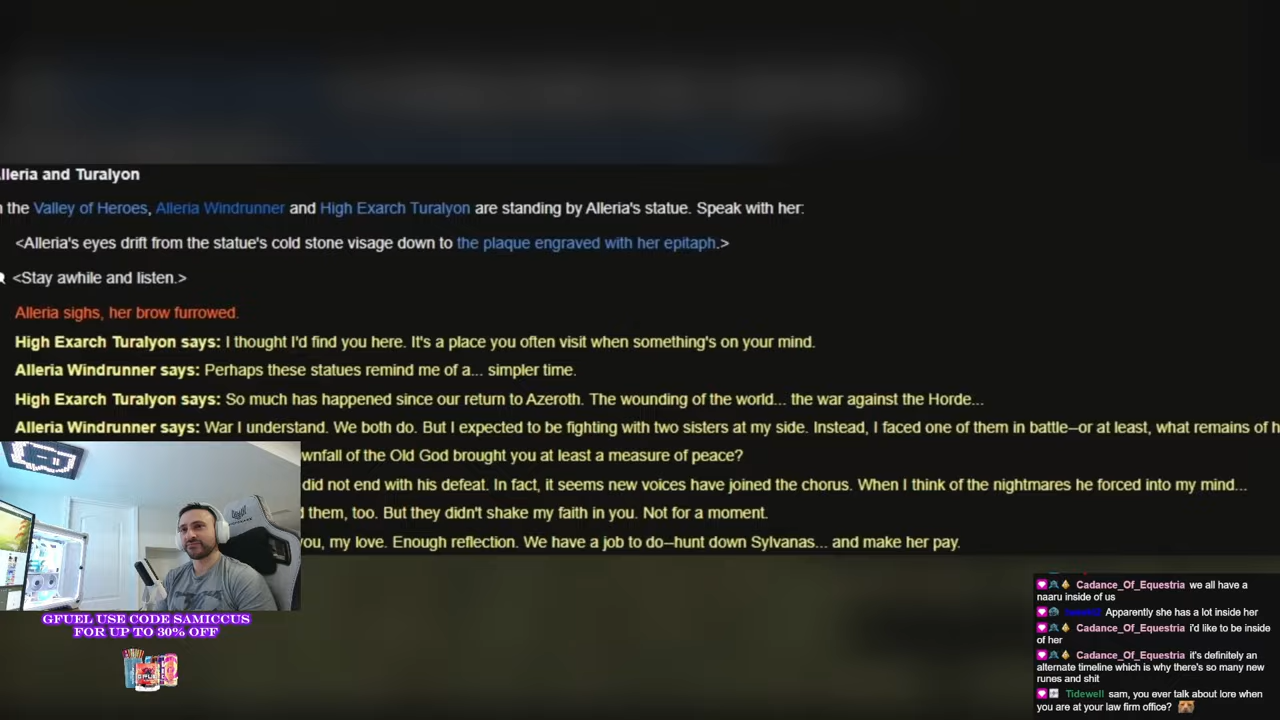 lleria and Turalyon
n the Valley of Heroes, Alleria Windrunner and High Exarch Turalyon are standing by Alleria's statue. Speak with her:
<Alleria's eyes drift from the statue's cold stone visage down to the plaque engraved with her epitaph.>
<Stay awhile and listen.>
Alleria sighs, her brow furrowed.
High Exarch Turalyon says: I thought I'd find you here. It's a place you often visit when something's on your mind.
Alleria Windrunner says: Perhaps these statues remind me of a... simpler time.
High Exarch Turalyon says: So much has happened since our return to Azeroth. The wounding of the world... the war against the Horde...
Alleria Windrunner says: War I understand. We both do. But I expected to be fighting with two sisters at my side. Instead, I faced one of them in battle--or at least, what remains of h
wnfall of the Old God brought you at least a measure of peace?
did not end with his defeat. In fact, it seems new voices have joined the chorus. When I think of the nightmares he forced into my mind...
d them, too. But they didn't shake my faith in you. Not for a moment.
you, my love. Enough reflection. We have a job to do--hunt down Sylvanas... and make her pay.
GFUEL USE CODE SAMICCUS
FOR UP TO 30% OFF
Cadance_Of_Equestria we all have a
naaru inside of us
Apparently she has a lot inside her
Cadance_Of_Equestria i'd like to be inside
of her
Cadance_Of_Equestria it's definitely an
alternate timeline which is why there's so many new
runes and shit
Tidewell sam, you ever talk about lore when
you are at your law firm office?